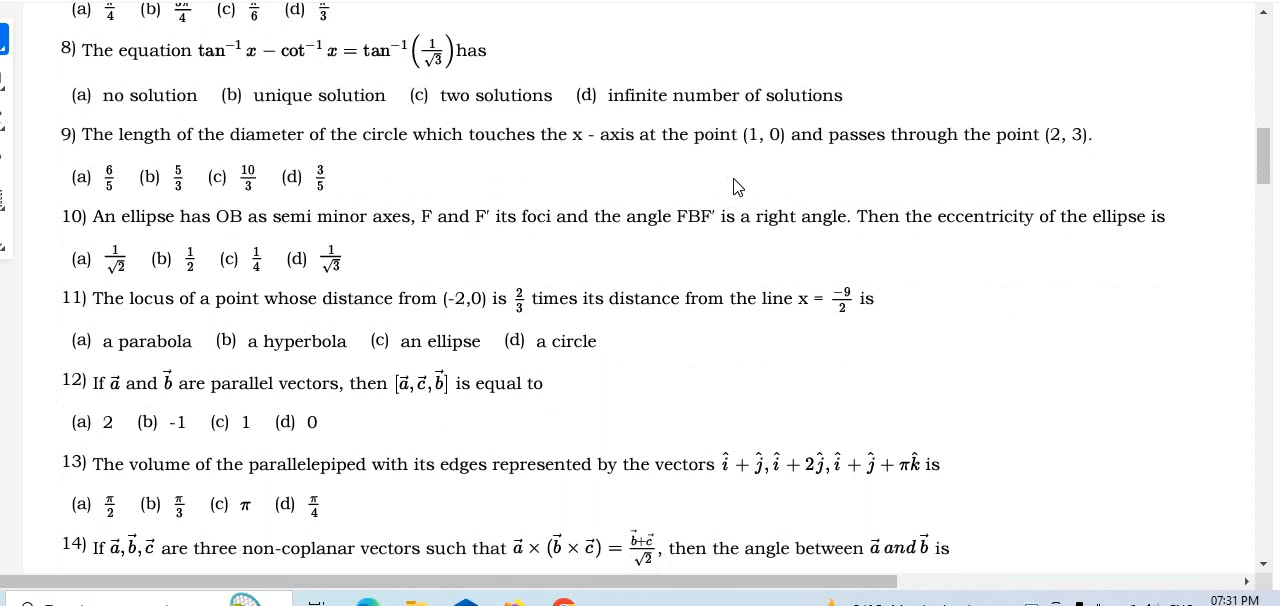 (a) π/4 (b) 3π/4 (c) π/6 (d) π/3
8) The equation tan⁻¹ x − cot⁻¹ x = tan⁻¹(1/√3) has
(a) no solution (b) unique solution (c) two solutions (d) infinite number of solutions
9) The length of the diameter of the circle which touches the x - axis at the point (1, 0) and passes through the point (2, 3).
(a) 6/5 (b) 5/3 (c) 10/3 (d) 3/5
10) An ellipse has OB as semi minor axes, F and F′ its foci and the angle FBF′ is a right angle. Then the eccentricity of the ellipse is
(a) 1/√2 (b) 1/2 (c) 1/4 (d) 1/√3
11) The locus of a point whose distance from (-2,0) is 2/3 times its distance from the line x = −9/2 is
(a) a parabola (b) a hyperbola (c) an ellipse (d) a circle
12) If a⃗ and b⃗ are parallel vectors, then [a⃗, c⃗, b⃗] is equal to
(a) 2 (b) -1 (c) 1 (d) 0
13) The volume of the parallelepiped with its edges represented by the vectors î + ĵ, î + 2ĵ, î + ĵ + πk̂ is
(a) π/2 (b) π/3 (c) π (d) π/4
14) If a⃗, b⃗, c⃗ are three non-coplanar vectors such that a⃗ × (b⃗ × c⃗) = (b⃗+c⃗)/√2, then the angle between a⃗ and b⃗ is
07:31 PM